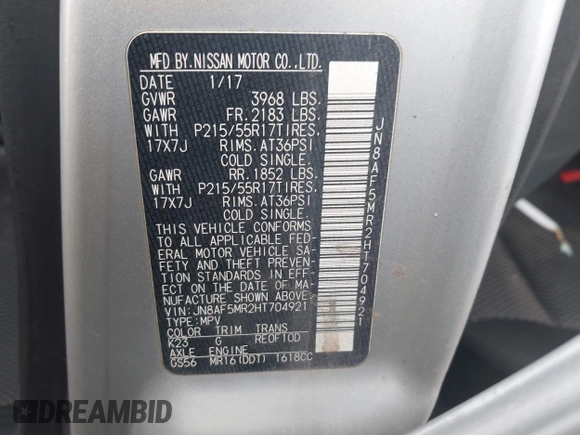 MFD BY. NISSAN MOTOR CO.,LTD.
DATE 1/17
GVWR 3968 LBS.
GAWR FR. 2183 LBS.
WITH P215/55R17TIRES.
17X7J RIMS. AT36PSI
COLD SINGLE.
GAWR RR. 1852 LBS.
WITH P215/55R17TIRES.
17X7J RIMS. AT36PSI
COLD SINGLE.
THIS VEHICLE CONFORMS
TO ALL APPLICABLE FED-
ERAL MOTOR VEHICLE SA-
FETY AND THEFT PREVEN-
TION STANDARDS IN EFF-
ECT ON THE DATE OF MA-
NUFACTURE SHOWN ABOVE.
VIN:JN8AF5MR2HT704921
TYPE:MPV
COLOR TRIM TRANS
K23 G RE0F10D
AXLE ENGINE
GS56 MR16(DDT) 1618CC
JN8AF5MR2HT704921
DREAMBID